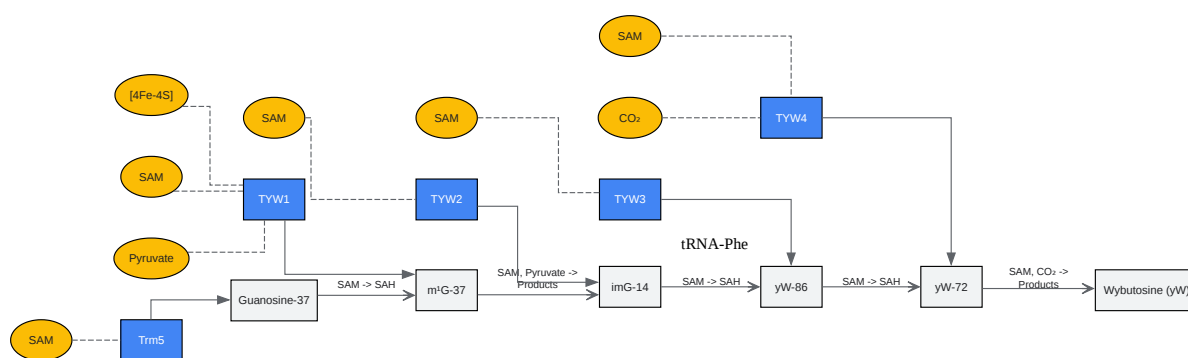 SAM
[4Fe-4S]
SAM
SAM
CO₂
TYW4
SAM
TYW1
TYW2
TYW3
Pyruvate
tRNA-Phe
Guanosine-37
SAM -> SAH
m¹G-37
SAM, Pyruvate ->
Products
imG-14
SAM -> SAH
yW-86
SAM -> SAH
yW-72
SAM, CO₂ ->
Products
Wybutosine (yW)
SAM
Trm5